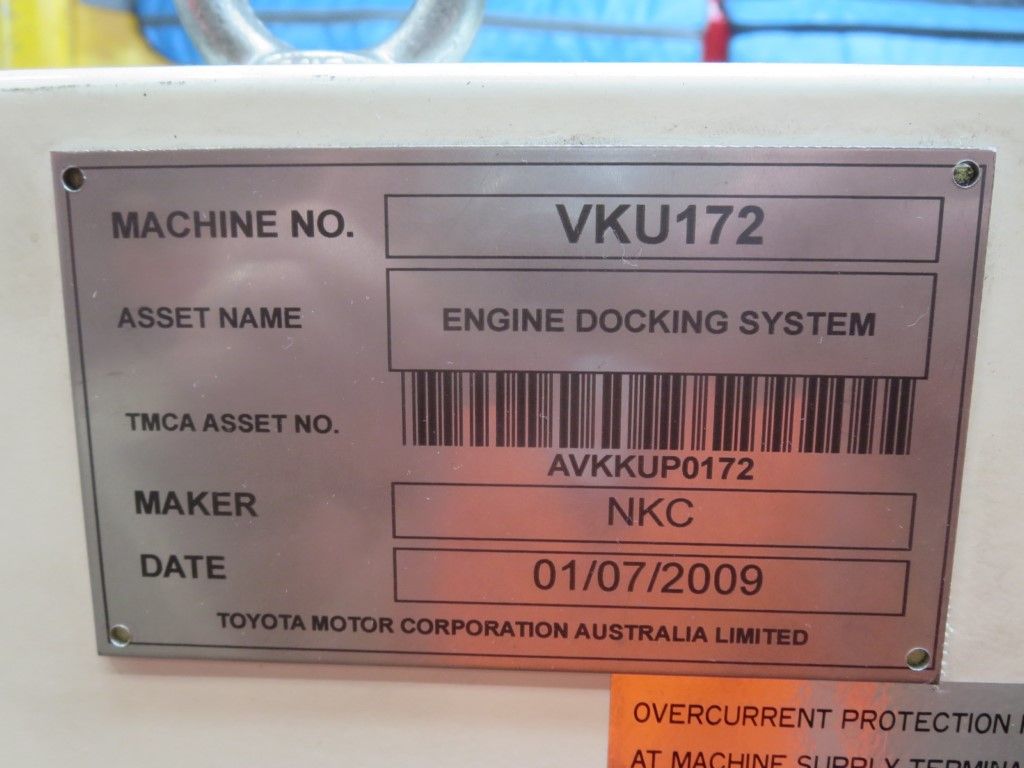 MACHINE NO. VKU172
ASSET NAME ENGINE DOCKING SYSTEM
TMCA ASSET NO.
AVKKUP0172
MAKER NKC
DATE 01/07/2009
TOYOTA MOTOR CORPORATION AUSTRALIA LIMITED
OVERCURRENT PROTECTION
AT MACHINE SUPPLY